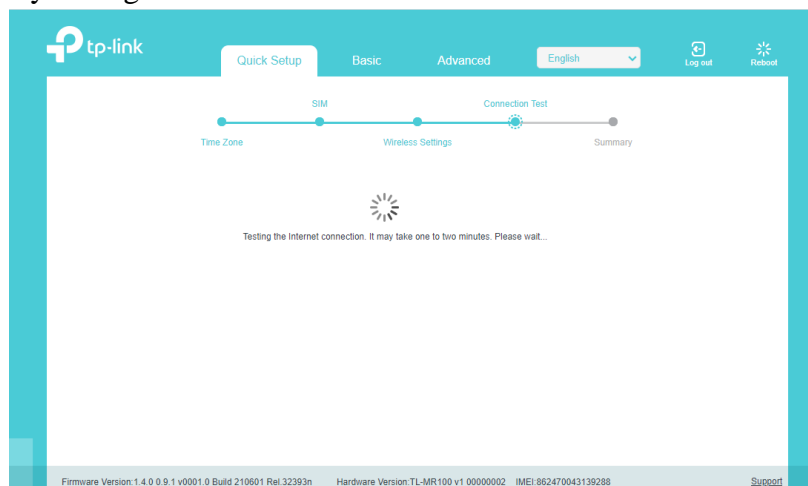 tp-link
Quick Setup Basic Advanced English Log out Reboot
SIM Connection Test
Time Zone Wireless Settings Summary
Testing the Internet connection. It may take one to two minutes. Please wait...
Firmware Version:1.4.0 0.9.1 v0001.0 Build 210601 Rel.32393n Hardware Version:TL-MR100 v1 00000002 IMEI:862470043139288 Support